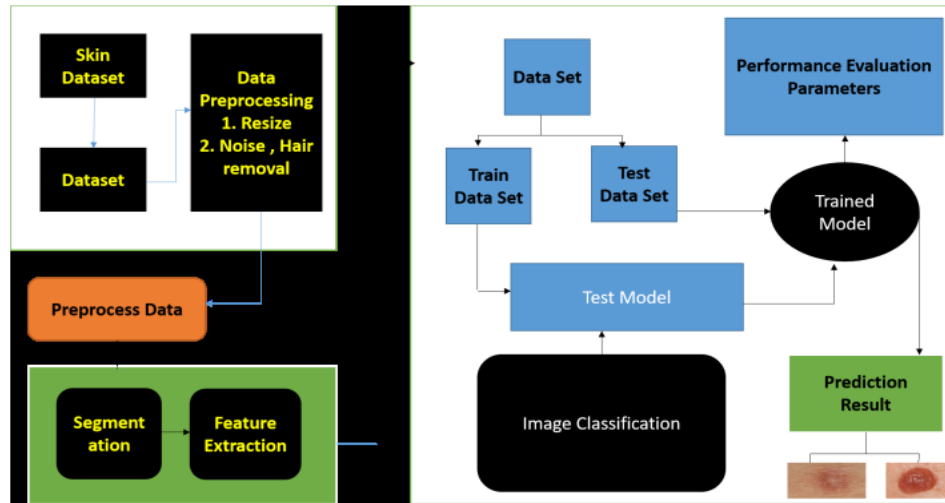 Skin
Dataset
Dataset
Data
Preprocessing
1. Resize
2. Noise , Hair
removal
Preprocess Data
Segment
ation
Feature
Extraction
Data Set
Train
Data Set
Test
Data Set
Test Model
Image Classification
Performance Evaluation
Parameters
Trained
Model
Prediction
Result